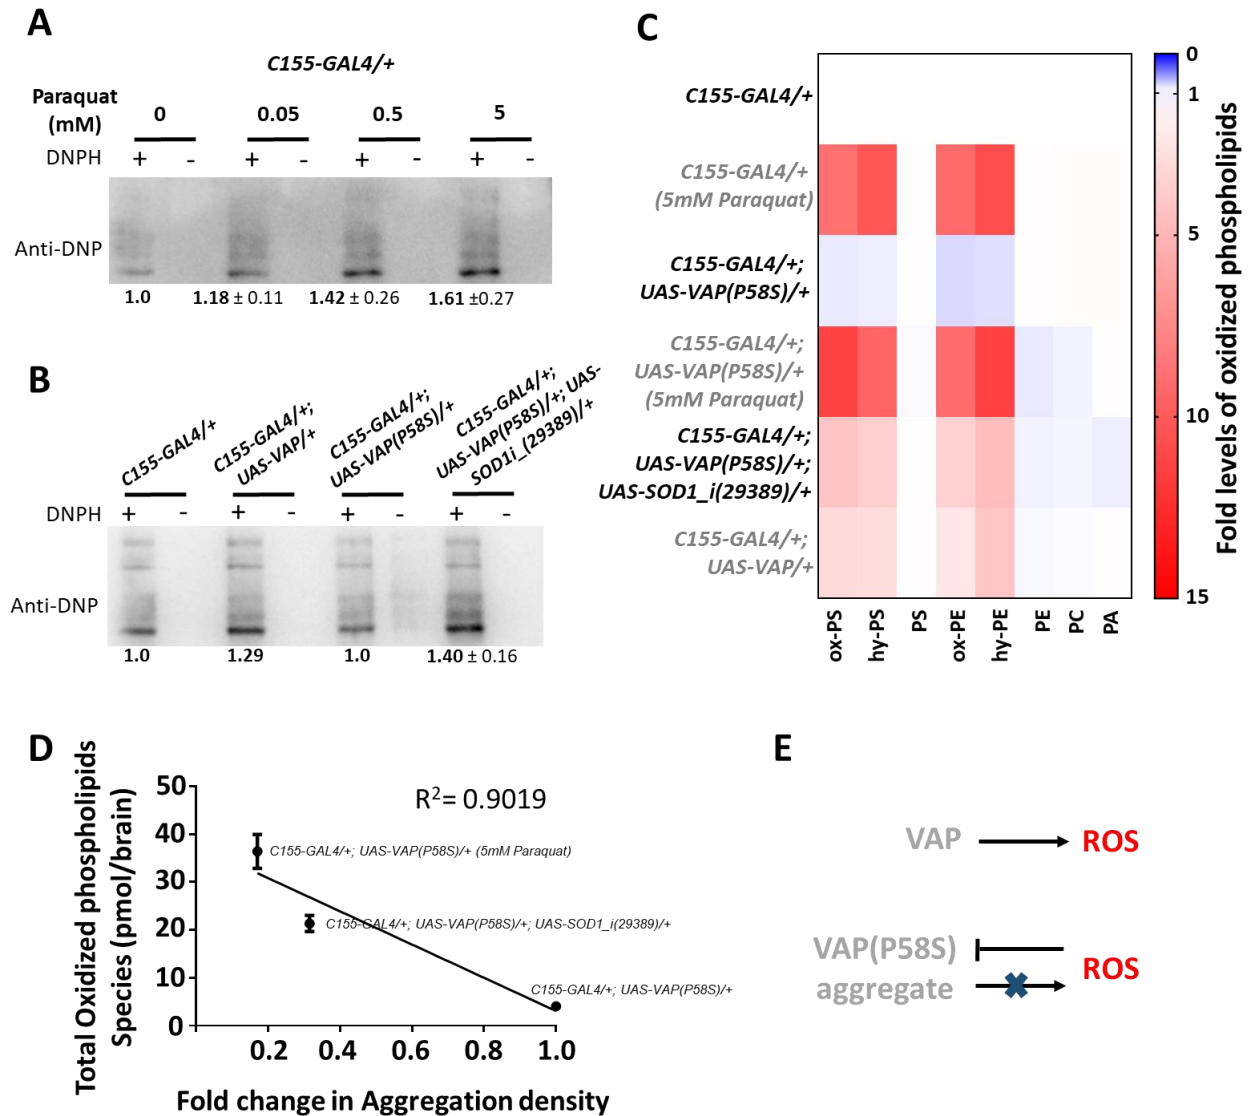 A
C155-GAL4/+
Paraquat
(mM)
0 0.05 0.5 5
DNPH + - + - + - + -
Anti-DNP
1.0 1.18 ± 0.11 1.42 ± 0.26 1.61 ±0.27
B
C155-GAL4/+
C155-GAL4/+;
UAS-VAP/+
C155-GAL4/+;
UAS-VAP(P58S)/+
C155-GAL4/+;
UAS-VAP(P58S)/+; UAS-
SOD1i_(29389)/+
DNPH + - + - + - + -
Anti-DNP
1.0 1.29 1.0 1.40 ± 0.16
C
C155-GAL4/+
C155-GAL4/+
(5mM Paraquat)
C155-GAL4/+;
UAS-VAP(P58S)/+
C155-GAL4/+;
UAS-VAP(P58S)/+
(5mM Paraquat)
C155-GAL4/+;
UAS-VAP(P58S)/+;
UAS-SOD1_i(29389)/+
C155-GAL4/+;
UAS-VAP/+
ox-PS
hy-PS
PS
ox-PE
hy-PE
PE
PC
PA
0
1
5
10
15
Fold levels of oxidized phospholipids
D
Total Oxidized phospholipids
Species (pmol/brain)
50
40
30
20
10
0
R2= 0.9019
C155-GAL4/+; UAS-VAP(P58S)/+ (5mM Paraquat)
C155-GAL4/+; UAS-VAP(P58S)/+; UAS-SOD1_i(29389)/+
C155-GAL4/+; UAS-VAP(P58S)/+
0.2 0.4 0.6 0.8 1.0
Fold change in Aggregation density
E
VAP ROS
VAP(P58S)
aggregate
ROS